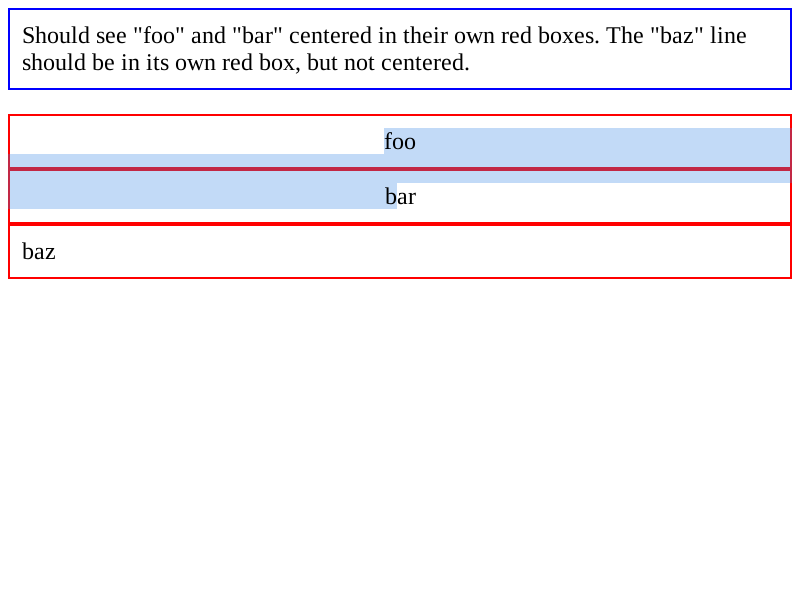 Should see "foo" and "bar" centered in their own red boxes. The "baz" line
should be in its own red box, but not centered.
foo
bar
baz